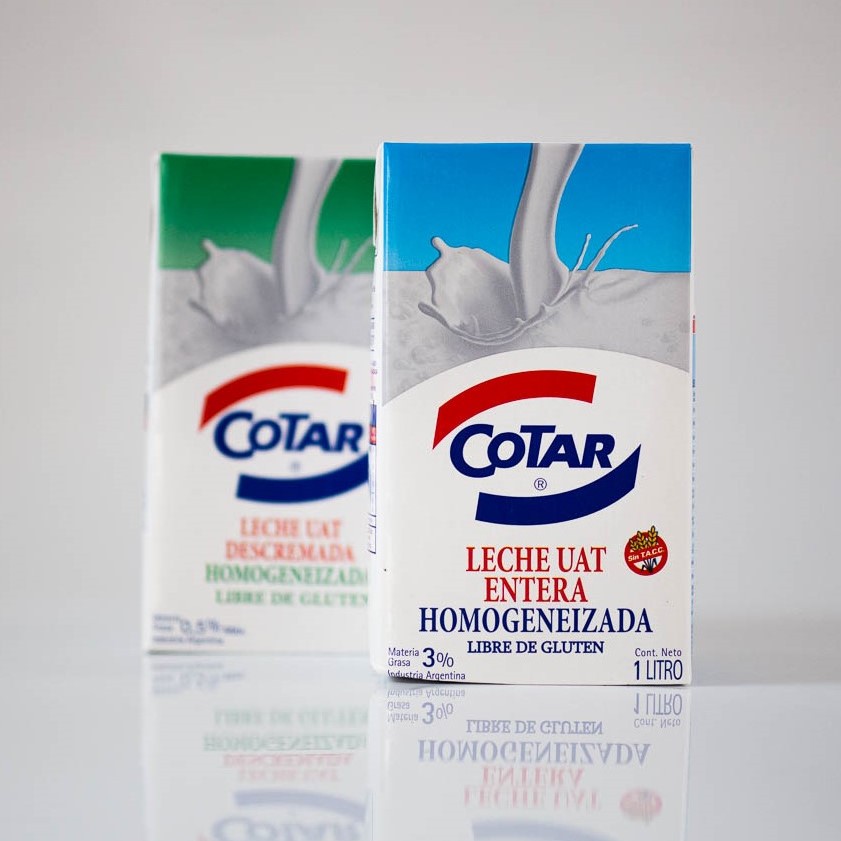 COTAR
®
LECHE UAT
ENTERA
HOMOGENEIZADA
LIBRE DE GLUTEN
Sin T.A.C.C.
Materia
Grasa 3%
Industria Argentina
Cont. Neto
1 LITRO
COTAR
®
LECHE UAT
DESCREMADA
HOMOGENEIZADA
LIBRE DE GLUTEN